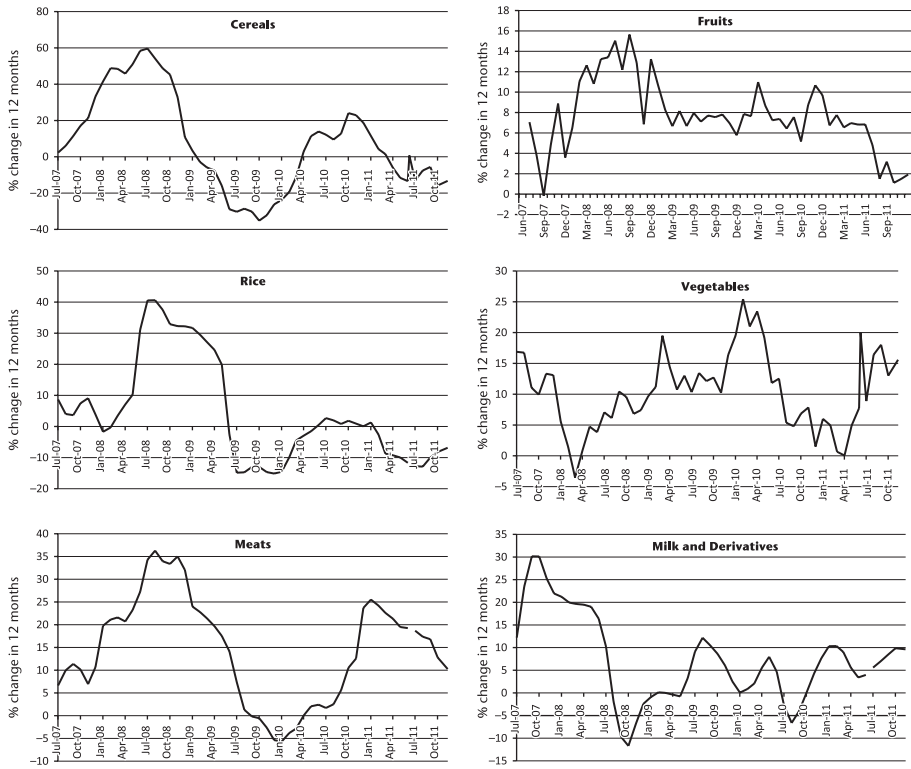 Cereals
% change in 12 months
80
60
40
20
0
−20
−40
Jul-07
Oct-07
Jan-08
Apr-08
Jul-08
Oct-08
Jan-09
Apr-09
Jul-09
Oct-09
Jan-10
Apr-10
Jul-10
Oct-10
Jan-11
Apr-11
Jul-11
Oct-11
Fruits
% change in 12 months
18
16
14
12
10
8
6
4
2
0
−2
Jun-07
Sep-07
Dec-07
Mar-08
Jun-08
Sep-08
Dec-08
Mar-09
Jun-09
Sep-09
Dec-09
Mar-10
Jun-10
Sep-10
Dec-10
Mar-11
Jun-11
Sep-11
Rice
% chnage in 12 months
50
40
30
20
10
0
−10
−20
Jul-07
Oct-07
Jan-08
Apr-08
Jul-08
Oct-08
Jan-09
Apr-09
Jul-09
Oct-09
Jan-10
Apr-10
Jul-10
Oct-10
Jan-11
Apr-11
Jul-11
Oct-11
Vegetables
% change in 12 months
30
25
20
15
10
5
0
−5
Jul-07
Oct-07
Jan-08
Apr-08
Jul-08
Oct-08
Jan-09
Apr-09
Jul-09
Oct-09
Jan-10
Apr-10
Jul-10
Oct-10
Jan-11
Apr-11
Jul-11
Oct-11
Meats
% change in 12 months
40
35
30
25
20
15
10
5
0
−5
−10
Jul-07
Oct-07
Jan-08
Apr-08
Jul-08
Oct-08
Jan-09
Apr-09
Jul-09
Oct-09
Jan-10
Apr-10
Jul-10
Oct-10
Jan-11
Apr-11
Jul-11
Oct-11
Milk and Derivatives
% change in 12 months
35
30
25
20
15
10
5
0
−5
−10
−15
Jul-07
Oct-07
Jan-08
Apr-08
Jul-08
Oct-08
Jan-09
Apr-09
Jul-09
Oct-09
Jan-10
Apr-10
Jul-10
Oct-10
Jan-11
Apr-11
Jul-11
Oct-11